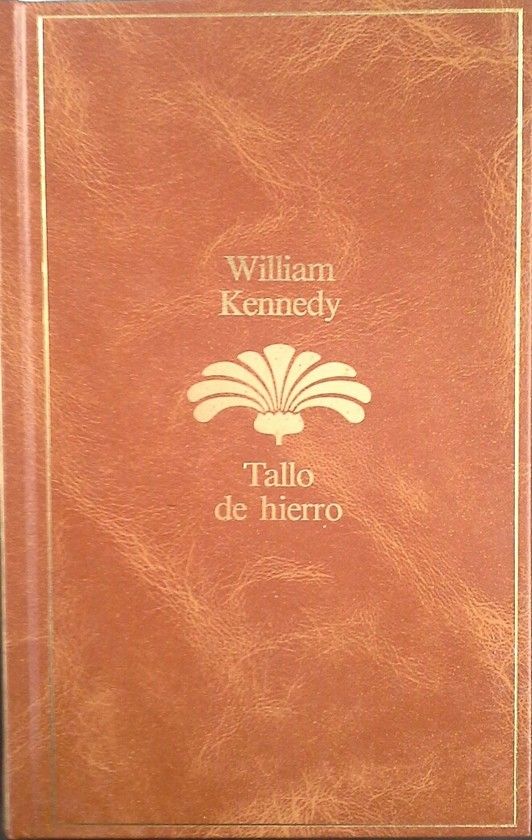 William
Kennedy
Tallo
de hierro